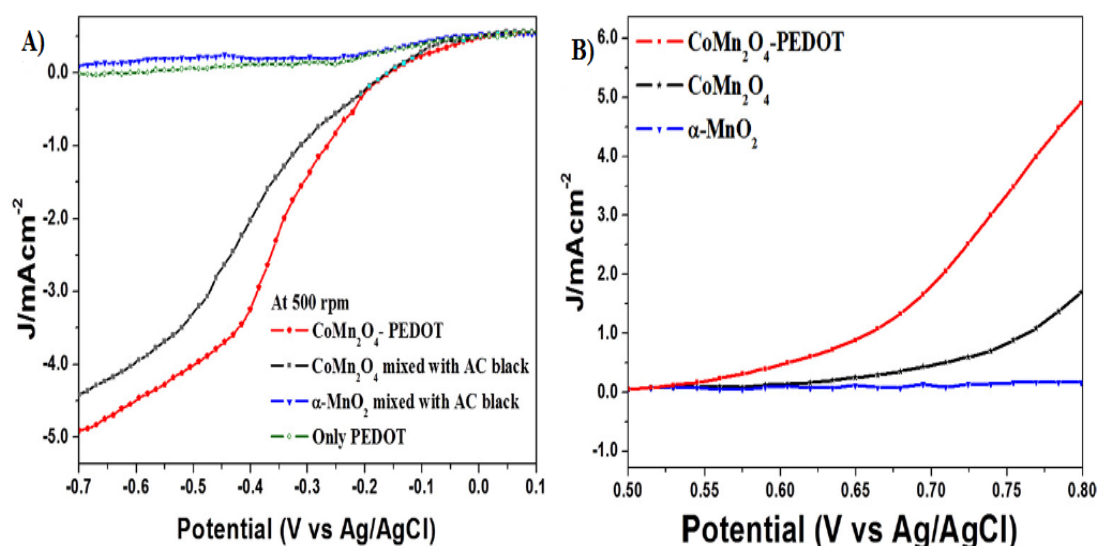 A)
0.0
-1.0
-2.0
-3.0
-4.0
-5.0
J/mAcm⁻²
At 500 rpm
CoMn₂O₄- PEDOT
CoMn₂O₄ mixed with AC black
α-MnO₂ mixed with AC black
Only PEDOT
-0.7 -0.6 -0.5 -0.4 -0.3 -0.2 -0.1 0.0 0.1
Potential (V vs Ag/AgCl)
B)
6.0
5.0
4.0
3.0
2.0
1.0
0.0
-1.0
J/mAcm⁻²
CoMn₂O₄-PEDOT
CoMn₂O₄
α-MnO₂
0.50 0.55 0.60 0.65 0.70 0.75 0.80
Potential (V vs Ag/AgCl)